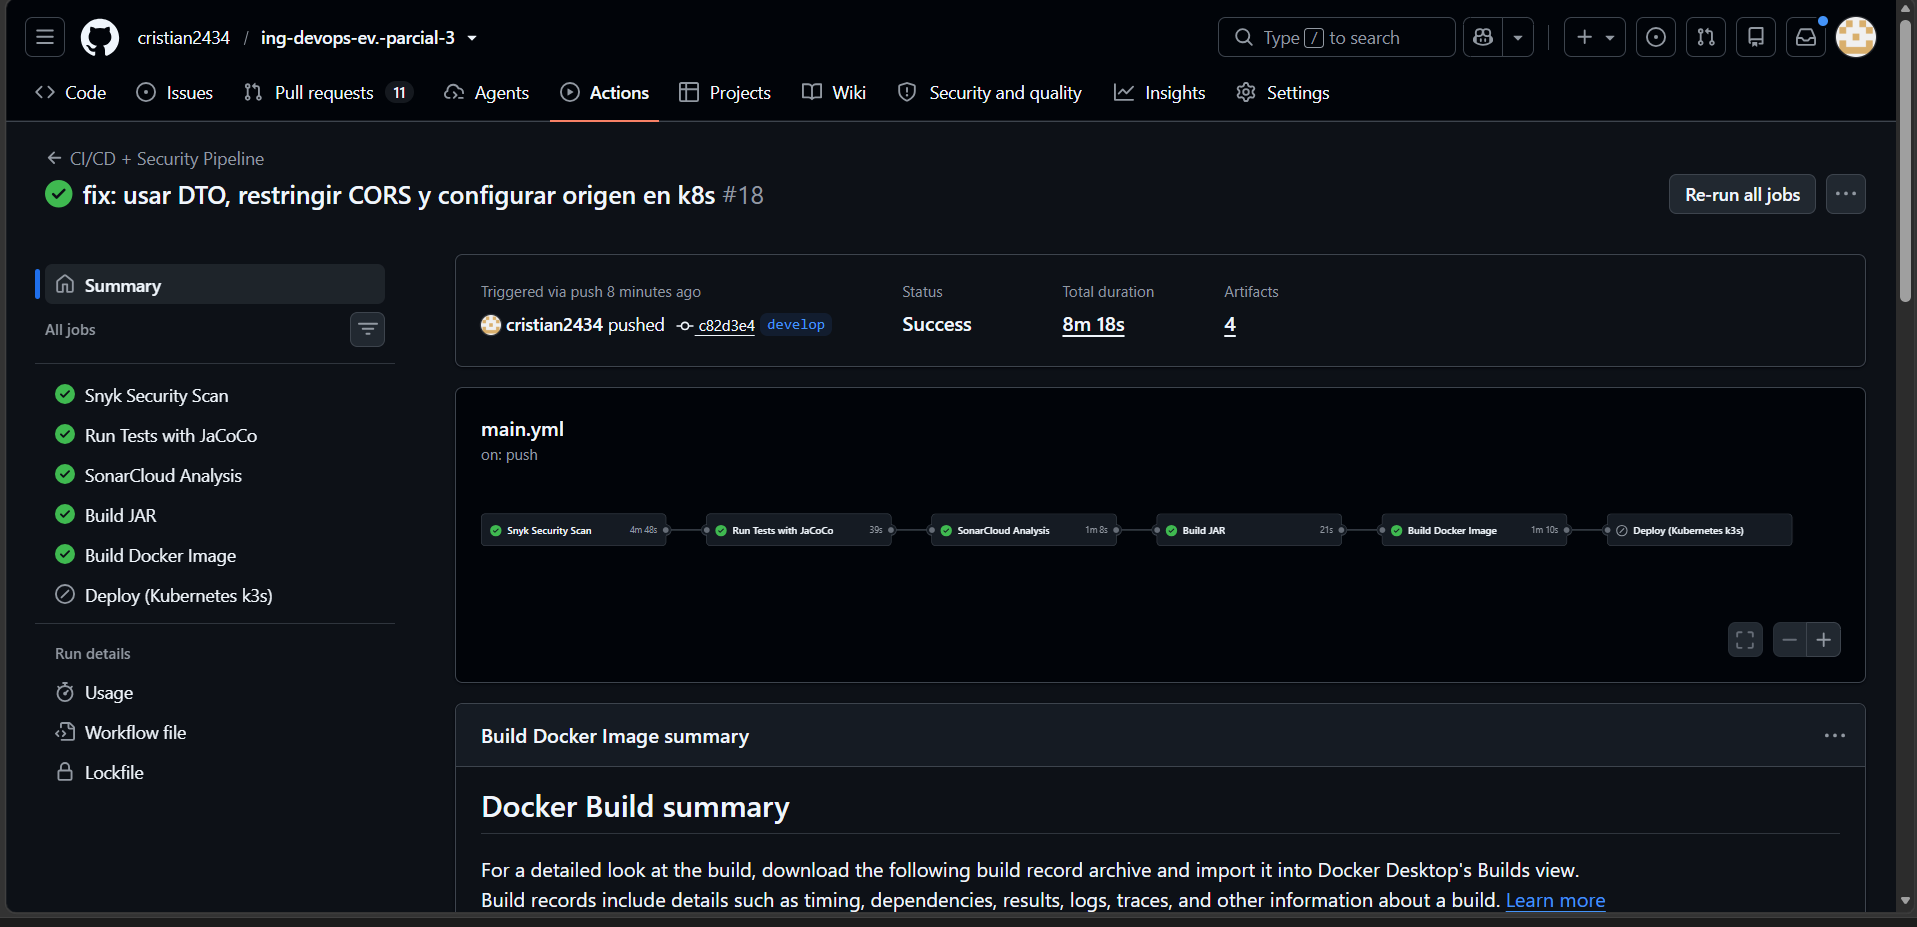 cristian2434 / ing-devops-ev.-parcial-3
Type / to search
Code Issues Pull requests 11 Agents Actions Projects Wiki Security and quality Insights Settings
CI/CD + Security Pipeline
fix: usar DTO, restringir CORS y configurar origen en k8s #18
Re-run all jobs
Summary
All jobs
Snyk Security Scan
Run Tests with JaCoCo
SonarCloud Analysis
Build JAR
Build Docker Image
Deploy (Kubernetes k3s)
Run details
Usage
Workflow file
Lockfile
Triggered via push 8 minutes ago
cristian2434 pushed c82d3e4 develop
Status
Success
Total duration
8m 18s
Artifacts
4
main.yml
on: push
Snyk Security Scan 4m 48s
Run Tests with JaCoCo 39s
SonarCloud Analysis 1m 8s
Build JAR 21s
Build Docker Image 1m 10s
Deploy (Kubernetes k3s)
Build Docker Image summary
Docker Build summary
For a detailed look at the build, download the following build record archive and import it into Docker Desktop's Builds view.
Build records include details such as timing, dependencies, results, logs, traces, and other information about a build. Learn more